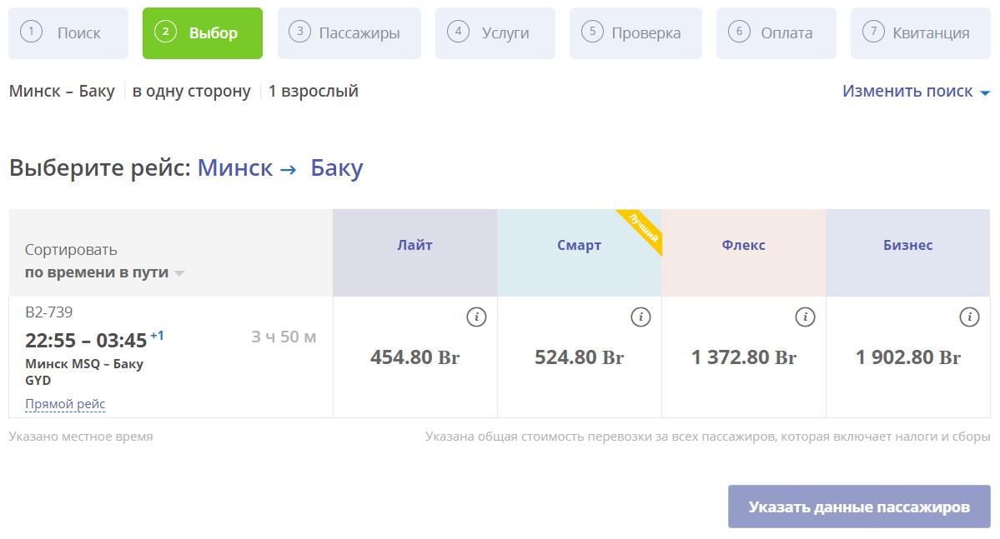 1 Поиск
2 Выбор
3 Пассажиры
4 Услуги
5 Проверка
6 Оплата
7 Квитанция
Минск – Баку в одну сторону 1 взрослый
Изменить поиск
Выберите рейс: Минск → Баку
Сортировать
по времени в пути
Лайт
Смарт
Лучший
Флекс
Бизнес
B2-739
22:55 – 03:45 +1
3 ч 50 м
Минск MSQ – Баку
GYD
Прямой рейс
454.80 Br
524.80 Br
1 372.80 Br
1 902.80 Br
Указано местное время
Указана общая стоимость перевозки за всех пассажиров, которая включает налоги и сборы
Указать данные пассажиров